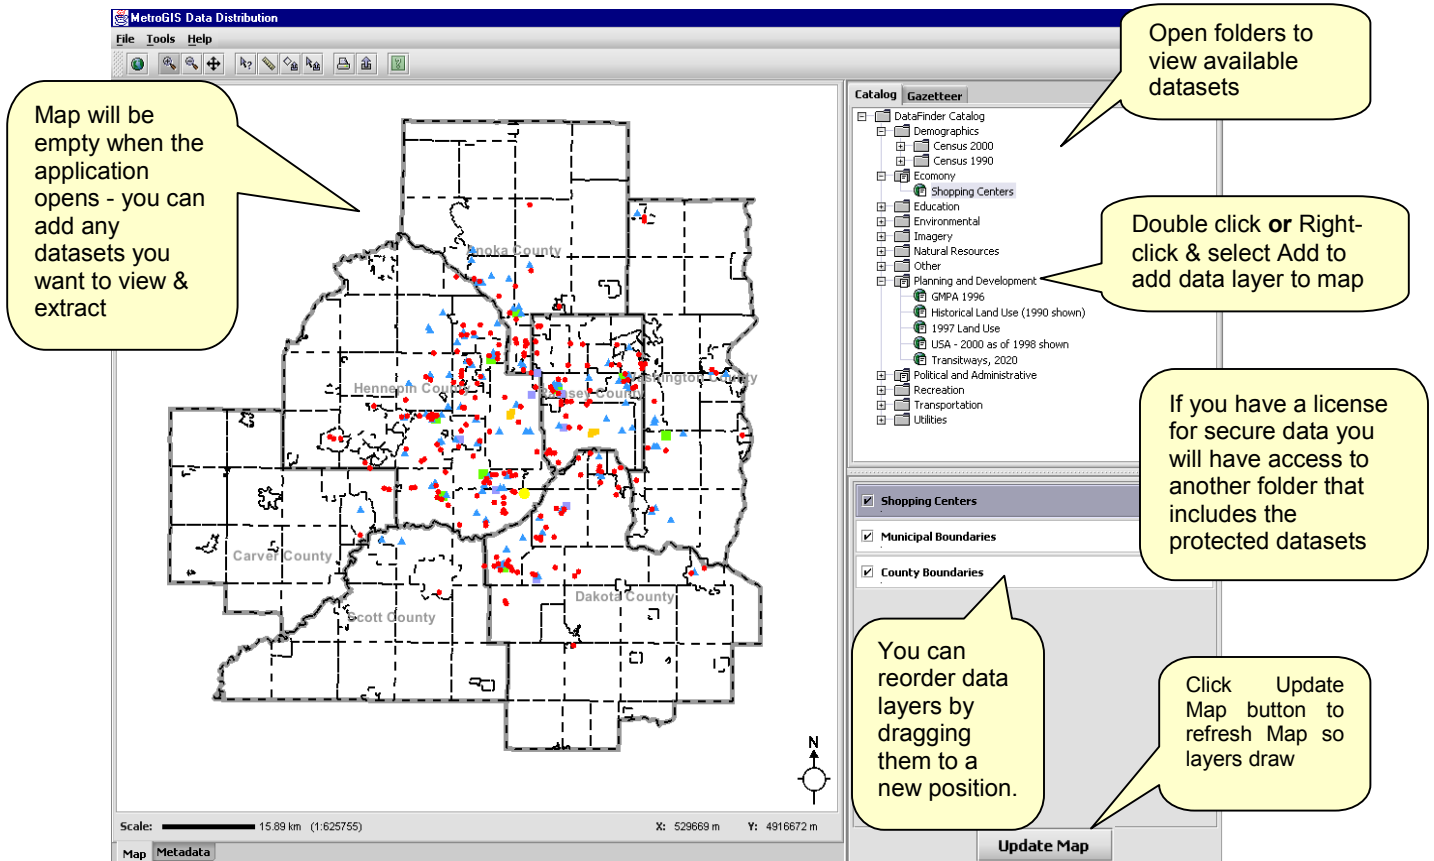 MetroGIS Data Distribution
File Tools Help
Map will be
empty when the
application
opens - you can
add any
datasets you
want to view &
extract
Open folders to
view available
datasets
Catalog Gazetteer
DataFinder Catalog
Demographics
Census 2000
Census 1990
Economy
Shopping Centers
Education
Environmental
Imagery
Natural Resources
Other
Planning and Development
GMPA 1996
Historical Land Use (1990 shown)
1997 Land Use
USA - 2000 as of 1998 shown
Transitways, 2020
Political and Administrative
Recreation
Transportation
Utilities
Double click or Right-
click & select Add to
add data layer to map
If you have a license
for secure data you
will have access to
another folder that
includes the
protected datasets
Anoka County
Hennepin County
Ramsey County
Washington County
Carver County
Scott County
Dakota County
N
Shopping Centers
Municipal Boundaries
County Boundaries
You can
reorder data
layers by
dragging
them to a
new position.
Click Update
Map button to
refresh Map so
layers draw
Scale: 15.89 km (1:625755)
X: 529669 m Y: 4916672 m
Map Metadata
Update Map